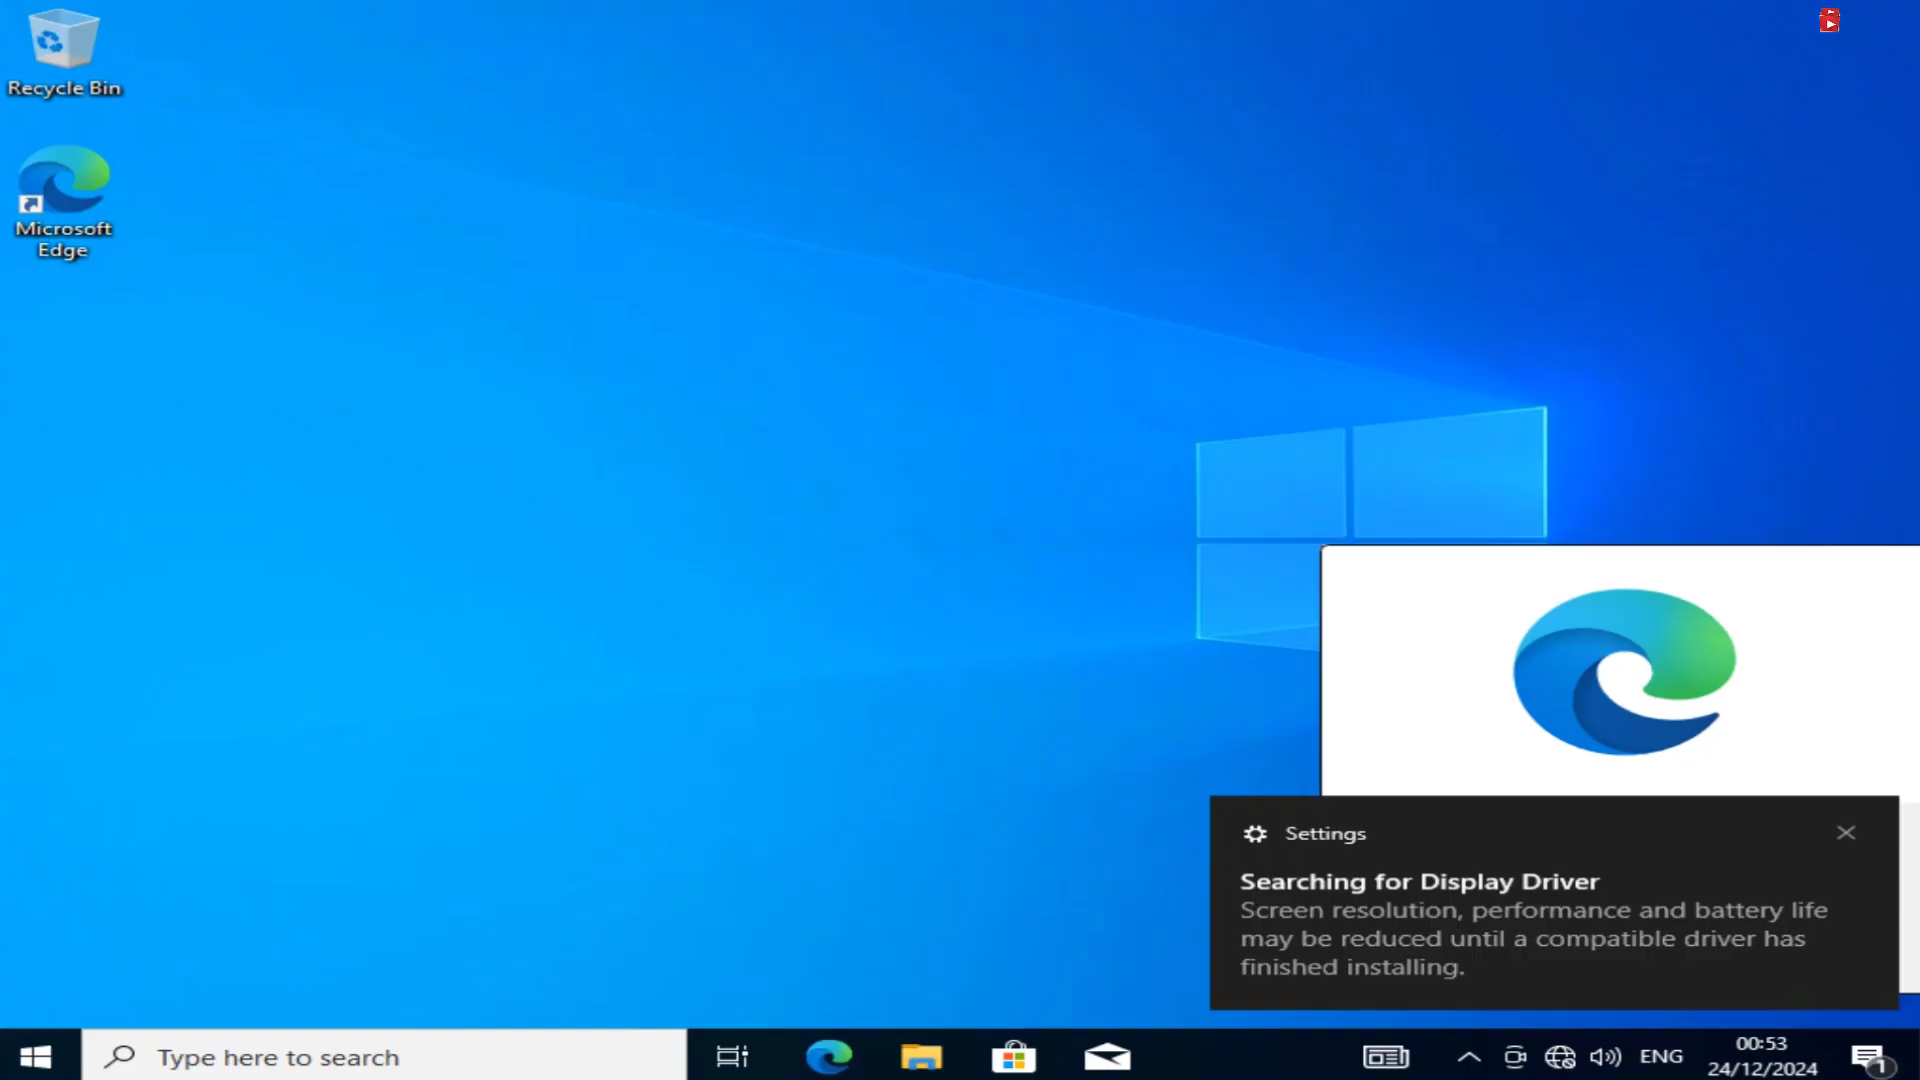 Recycle Bin
Microsoft
Edge
Settings
Searching for Display Driver
Screen resolution, performance and battery life
may be reduced until a compatible driver has
finished installing.
Type here to search
ENG
00:53
24/12/2024
1